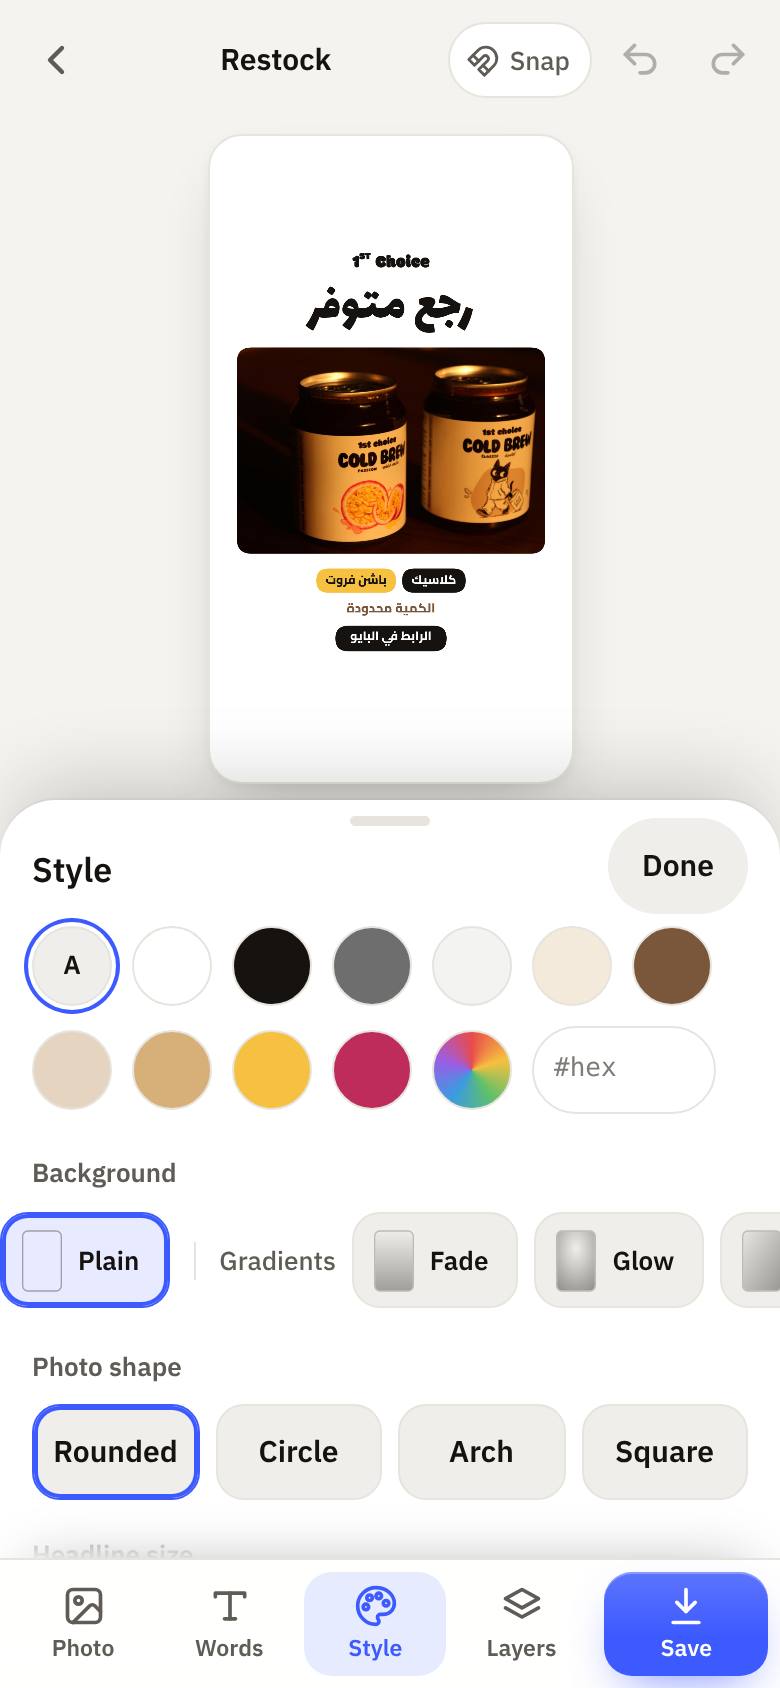 Restock
Snap
1ST Choice
رجع متوفر
1st choice
COLD BREW
1st choice
COLD BREW
كلاسيك
باشن فروت
الكمية محدودة
الرابط في البايو
Style
Done
A
#hex
Background
Plain
Gradients
Fade
Glow
Photo shape
Rounded
Circle
Arch
Square
Headline size
Photo
Words
Style
Layers
Save